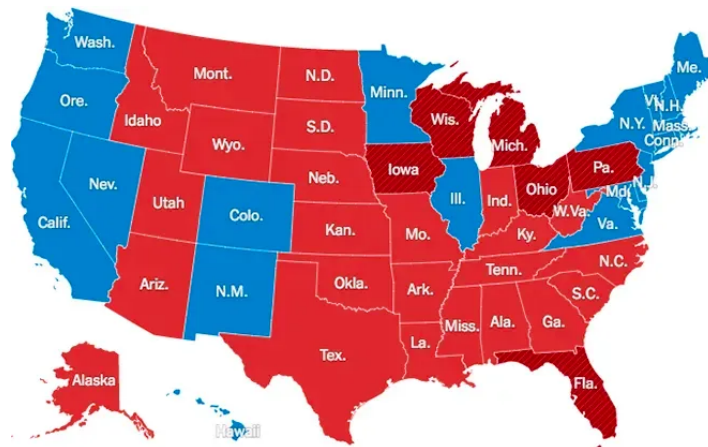 Wash.
Mont.
N.D.
Minn.
Me.
Ore.
Idaho
S.D.
Wis.
Mich.
N.Y.
Vt.
N.H.
Mass.
Conn.
Wyo.
Iowa
Neb.
Nev.
Utah
Colo.
Calif.
Kan.
Mo.
Ill.
Ind.
Ohio
Pa.
N.J.
Md.
W.Va.
Va.
Ky.
Ariz.
N.M.
Okla.
Ark.
Tenn.
N.C.
S.C.
Tex.
La.
Miss.
Ala.
Ga.
Fla.
Alaska
Hawaii